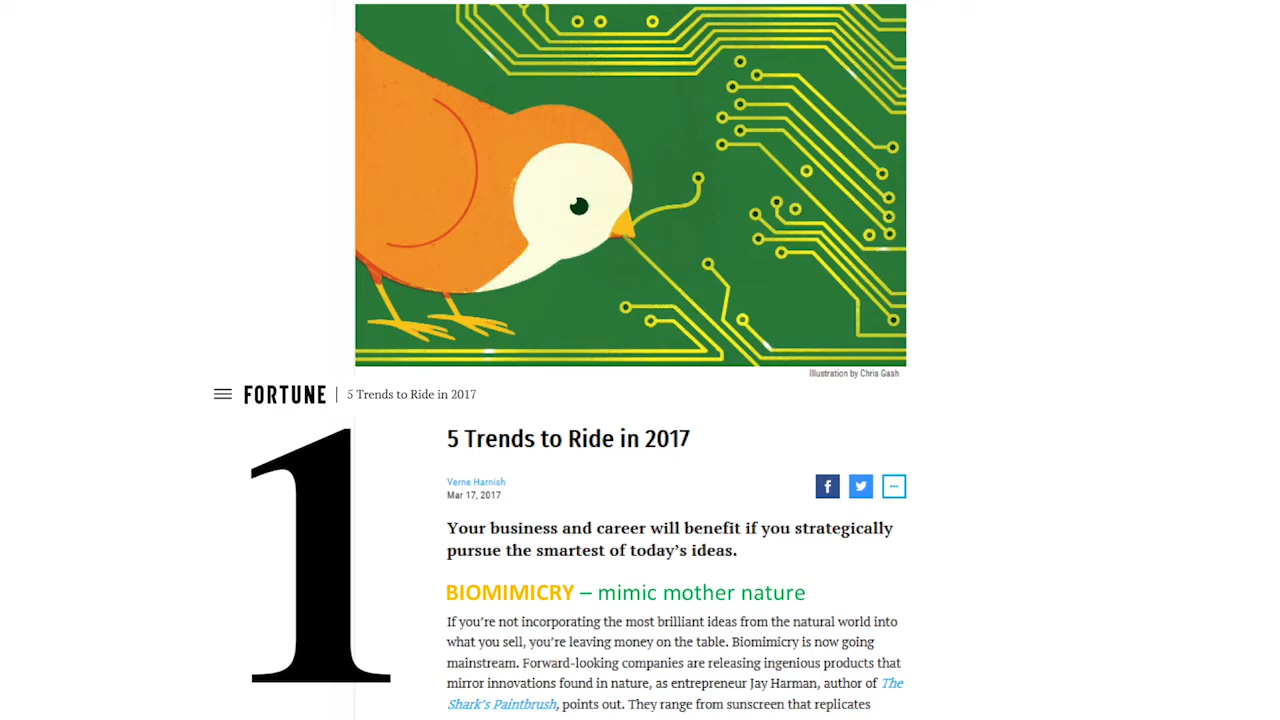 Illustration by Chris Gash
FORTUNE | 5 Trends to Ride in 2017
1
5 Trends to Ride in 2017
Verne Harnish
Mar 17, 2017
Your business and career will benefit if you strategically
pursue the smartest of today's ideas.
BIOMIMICRY – mimic mother nature
If you're not incorporating the most brilliant ideas from the natural world into
what you sell, you're leaving money on the table. Biomimicry is now going
mainstream. Forward-looking companies are releasing ingenious products that
mirror innovations found in nature, as entrepreneur Jay Harman, author of The
Shark's Paintbrush, points out. They range from sunscreen that replicates